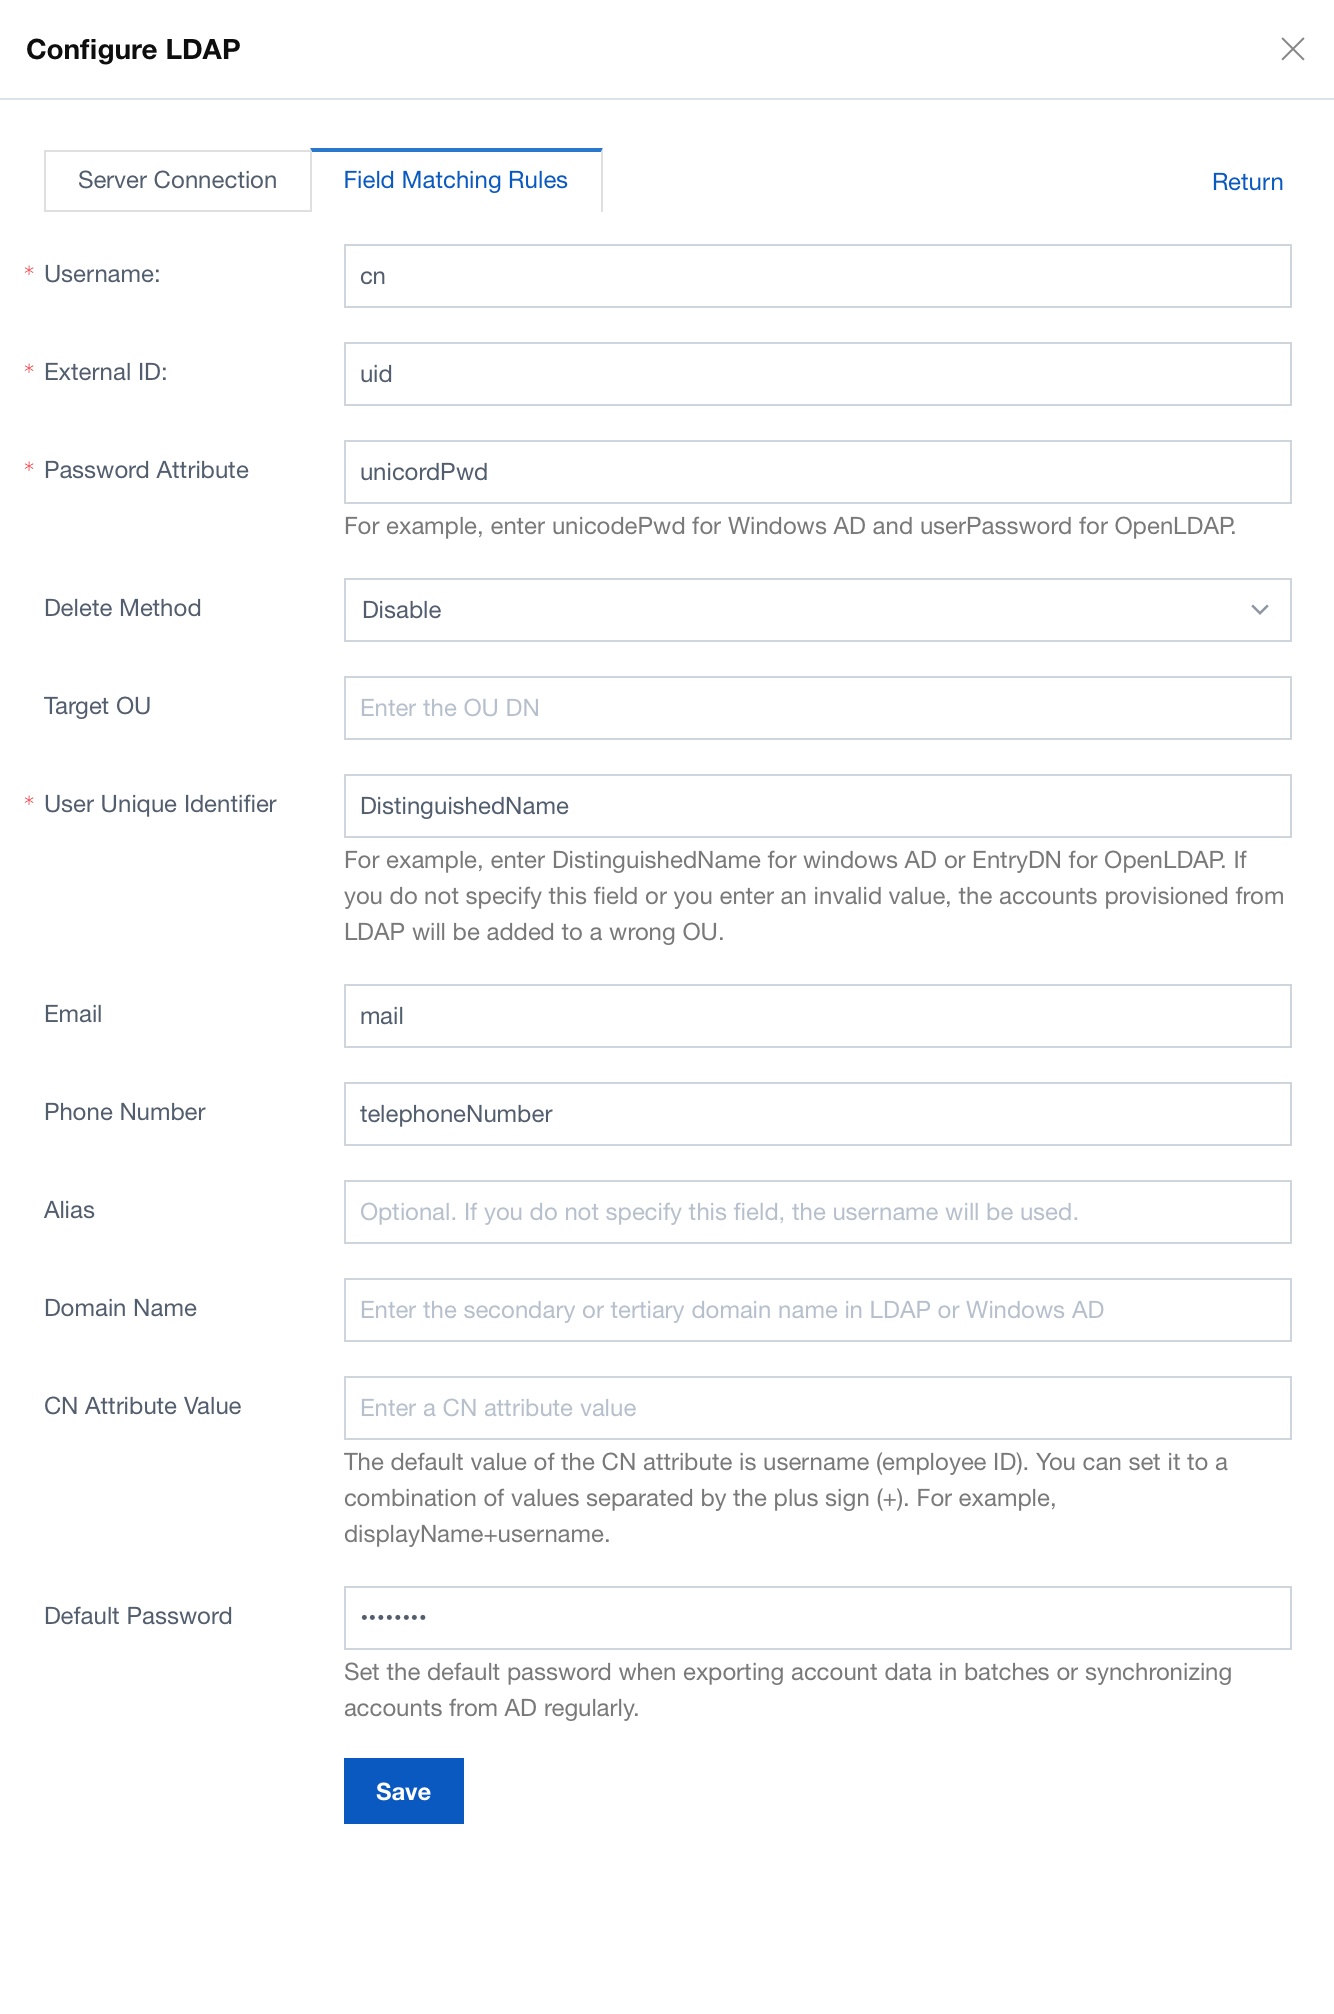 Configure LDAP
Server Connection
Field Matching Rules
Return
* Username:
cn
* External ID:
uid
* Password Attribute
unicordPwd
For example, enter unicodePwd for Windows AD and userPassword for OpenLDAP.
Delete Method
Disable
Target OU
Enter the OU DN
* User Unique Identifier
DistinguishedName
For example, enter DistinguishedName for windows AD or EntryDN for OpenLDAP. If
you do not specify this field or you enter an invalid value, the accounts provisioned from
LDAP will be added to a wrong OU.
Email
mail
Phone Number
telephoneNumber
Alias
Optional. If you do not specify this field, the username will be used.
Domain Name
Enter the secondary or tertiary domain name in LDAP or Windows AD
CN Attribute Value
Enter a CN attribute value
The default value of the CN attribute is username (employee ID). You can set it to a
combination of values separated by the plus sign (+). For example,
displayName+username.
Default Password
••••••••
Set the default password when exporting account data in batches or synchronizing
accounts from AD regularly.
Save